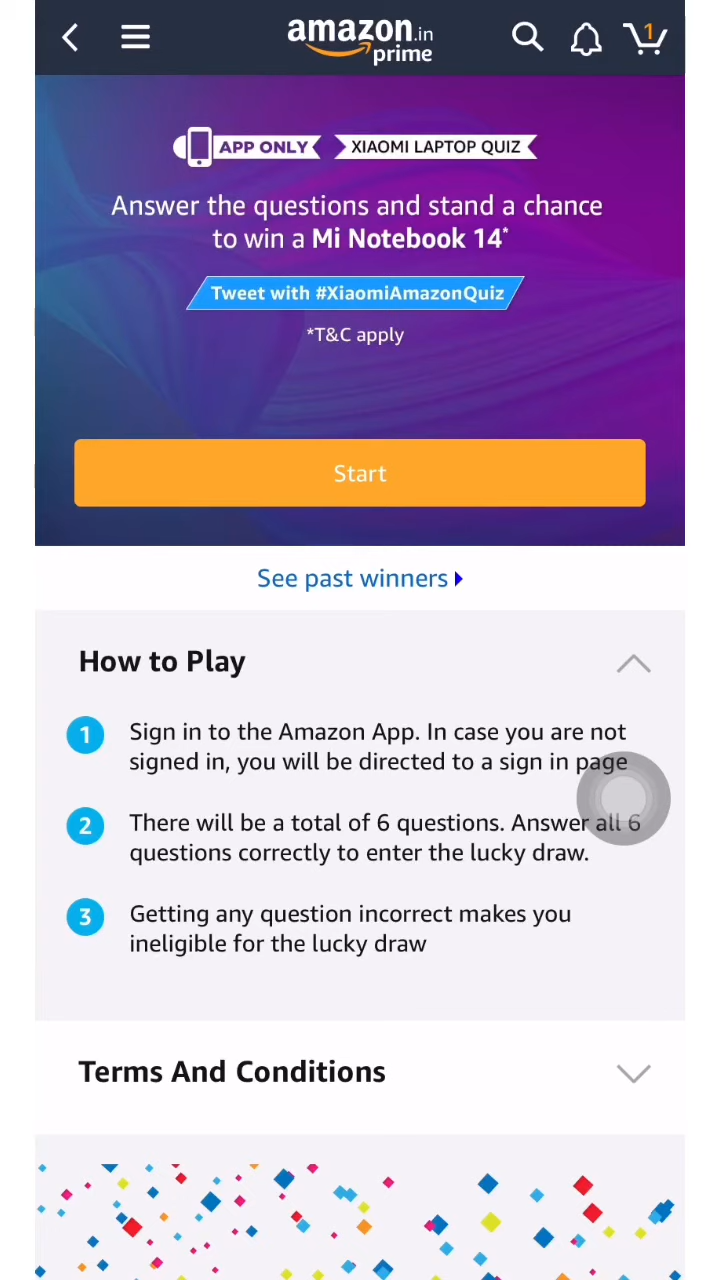 amazon.in
prime
1
APP ONLY
XIAOMI LAPTOP QUIZ
Answer the questions and stand a chance
to win a Mi Notebook 14*
Tweet with #XiaomiAmazonQuiz
*T&C apply
Start
See past winners
How to Play
1 Sign in to the Amazon App. In case you are not
signed in, you will be directed to a sign in page
2 There will be a total of 6 questions. Answer all 6
questions correctly to enter the lucky draw.
3 Getting any question incorrect makes you
ineligible for the lucky draw
Terms And Conditions